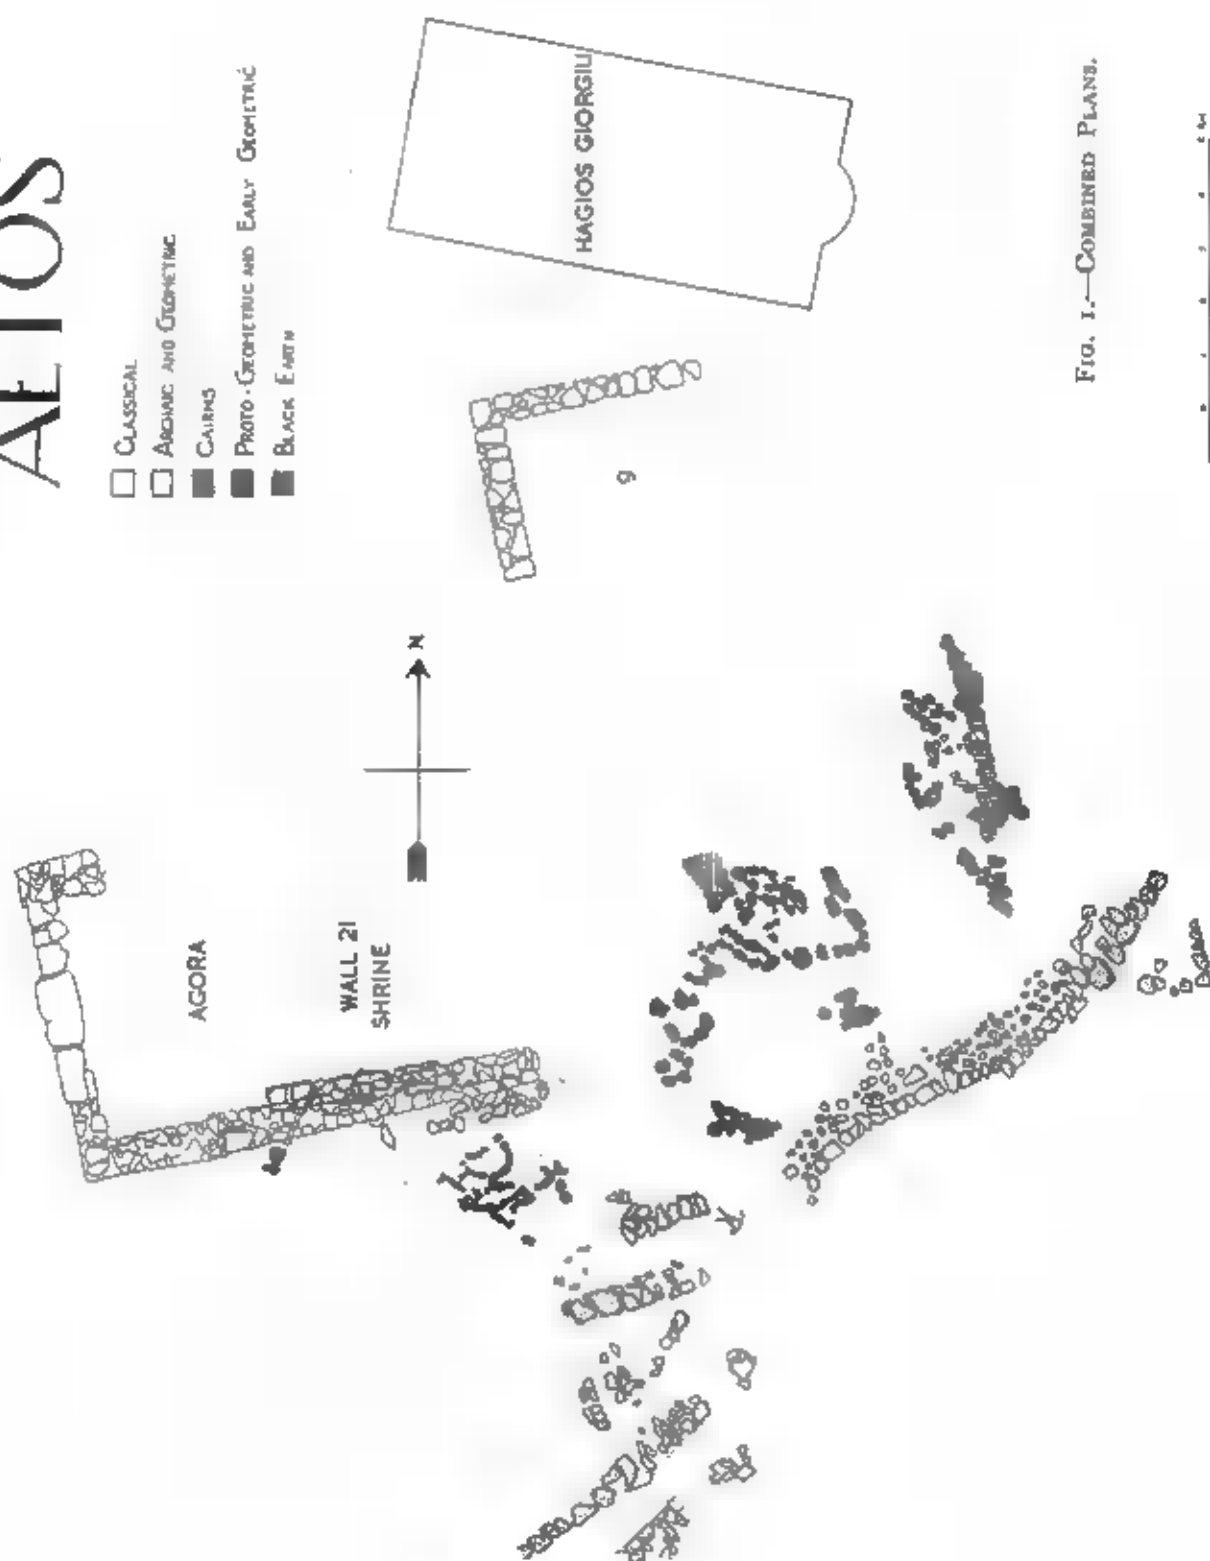 AETOS
CLASSICAL
ARCHAIC AND GEOMETRIC
CAIRNS
PROTO-GEOMETRIC AND EARLY GEOMETRIC
BLACK EARTH
HAGIOS GIORGIU
9
N
AGORA
WALL 21
SHRINE
FIG. 1.—COMBINED PLANS.